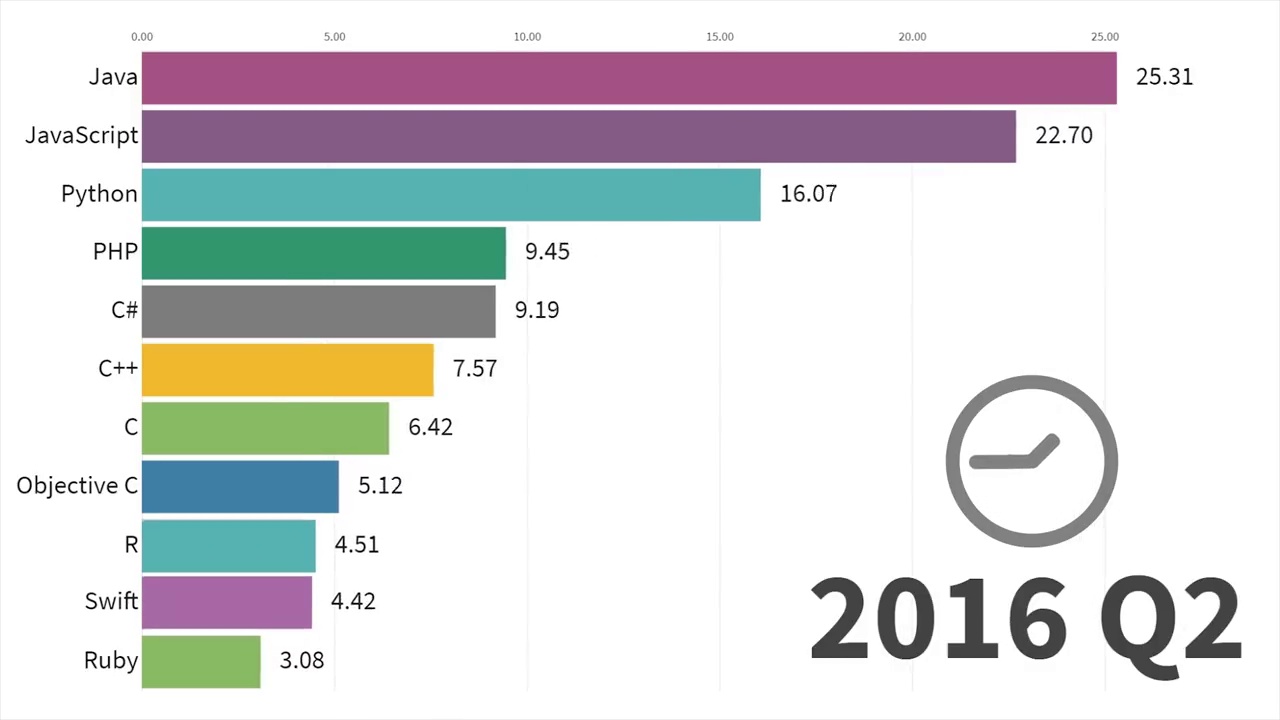 0.00 5.00 10.00 15.00 20.00 25.00
Java 25.31
JavaScript 22.70
Python 16.07
PHP 9.45
C# 9.19
C++ 7.57
C 6.42
Objective C 5.12
R 4.51
Swift 4.42
Ruby 3.08
2016 Q2